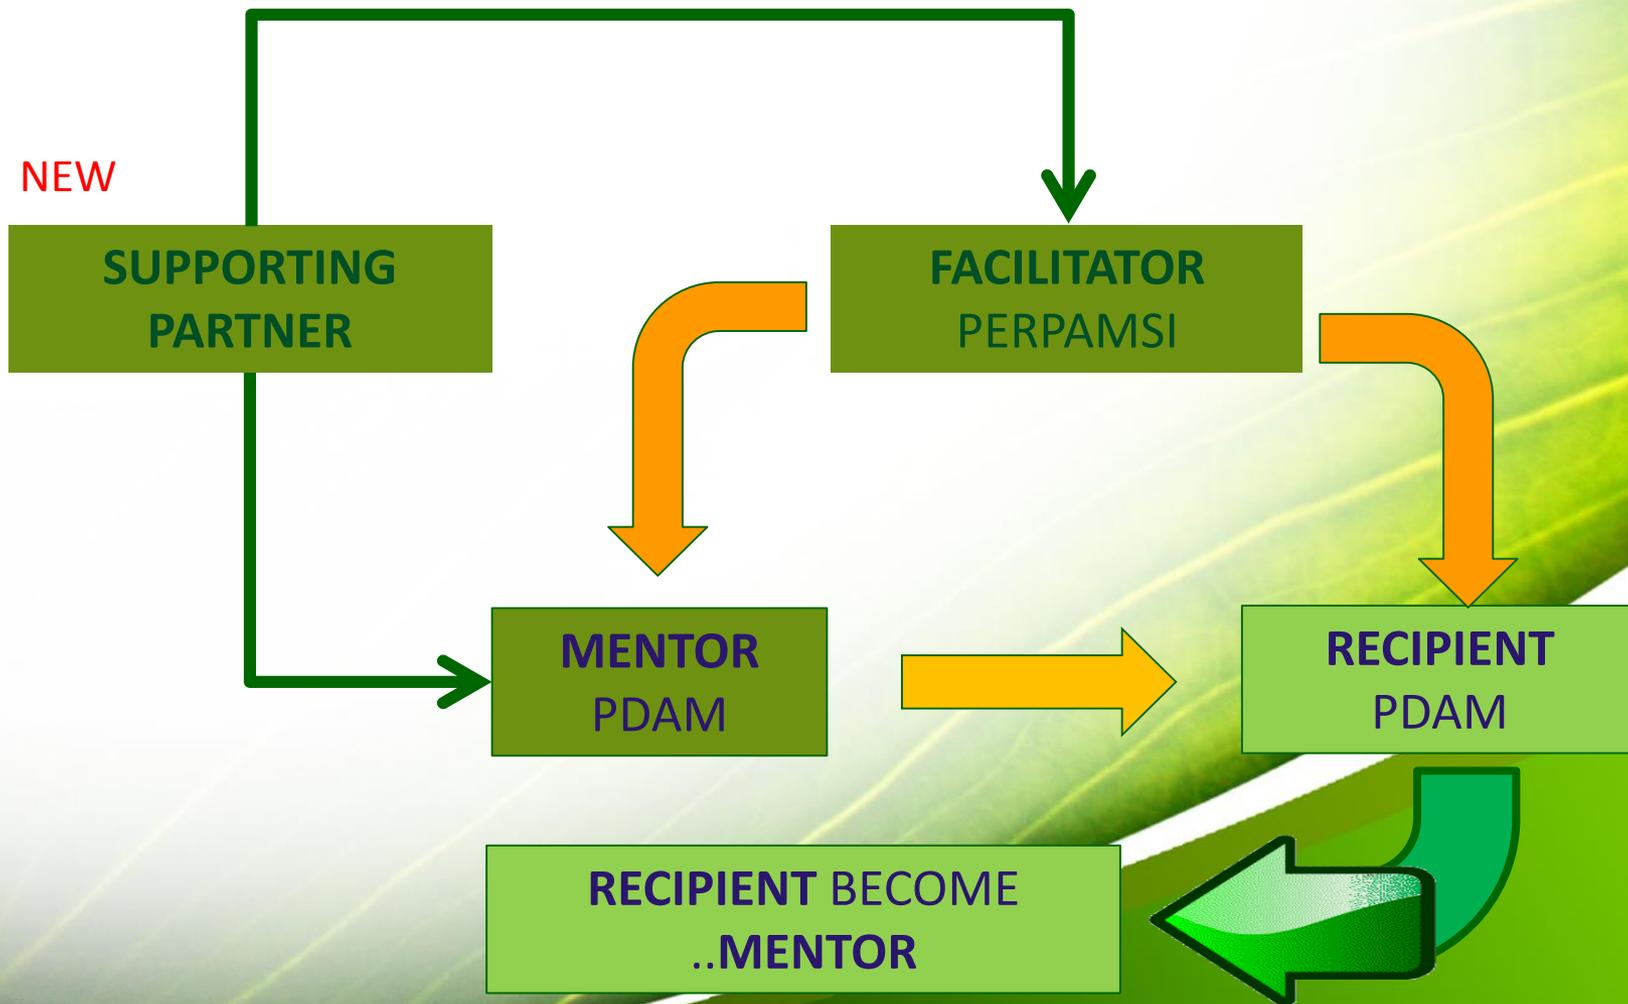 NEW
SUPPORTING
PARTNER
FACILITATOR
PERPAMSI
MENTOR
PDAM
RECIPIENT
PDAM
RECIPIENT BECOME
..MENTOR